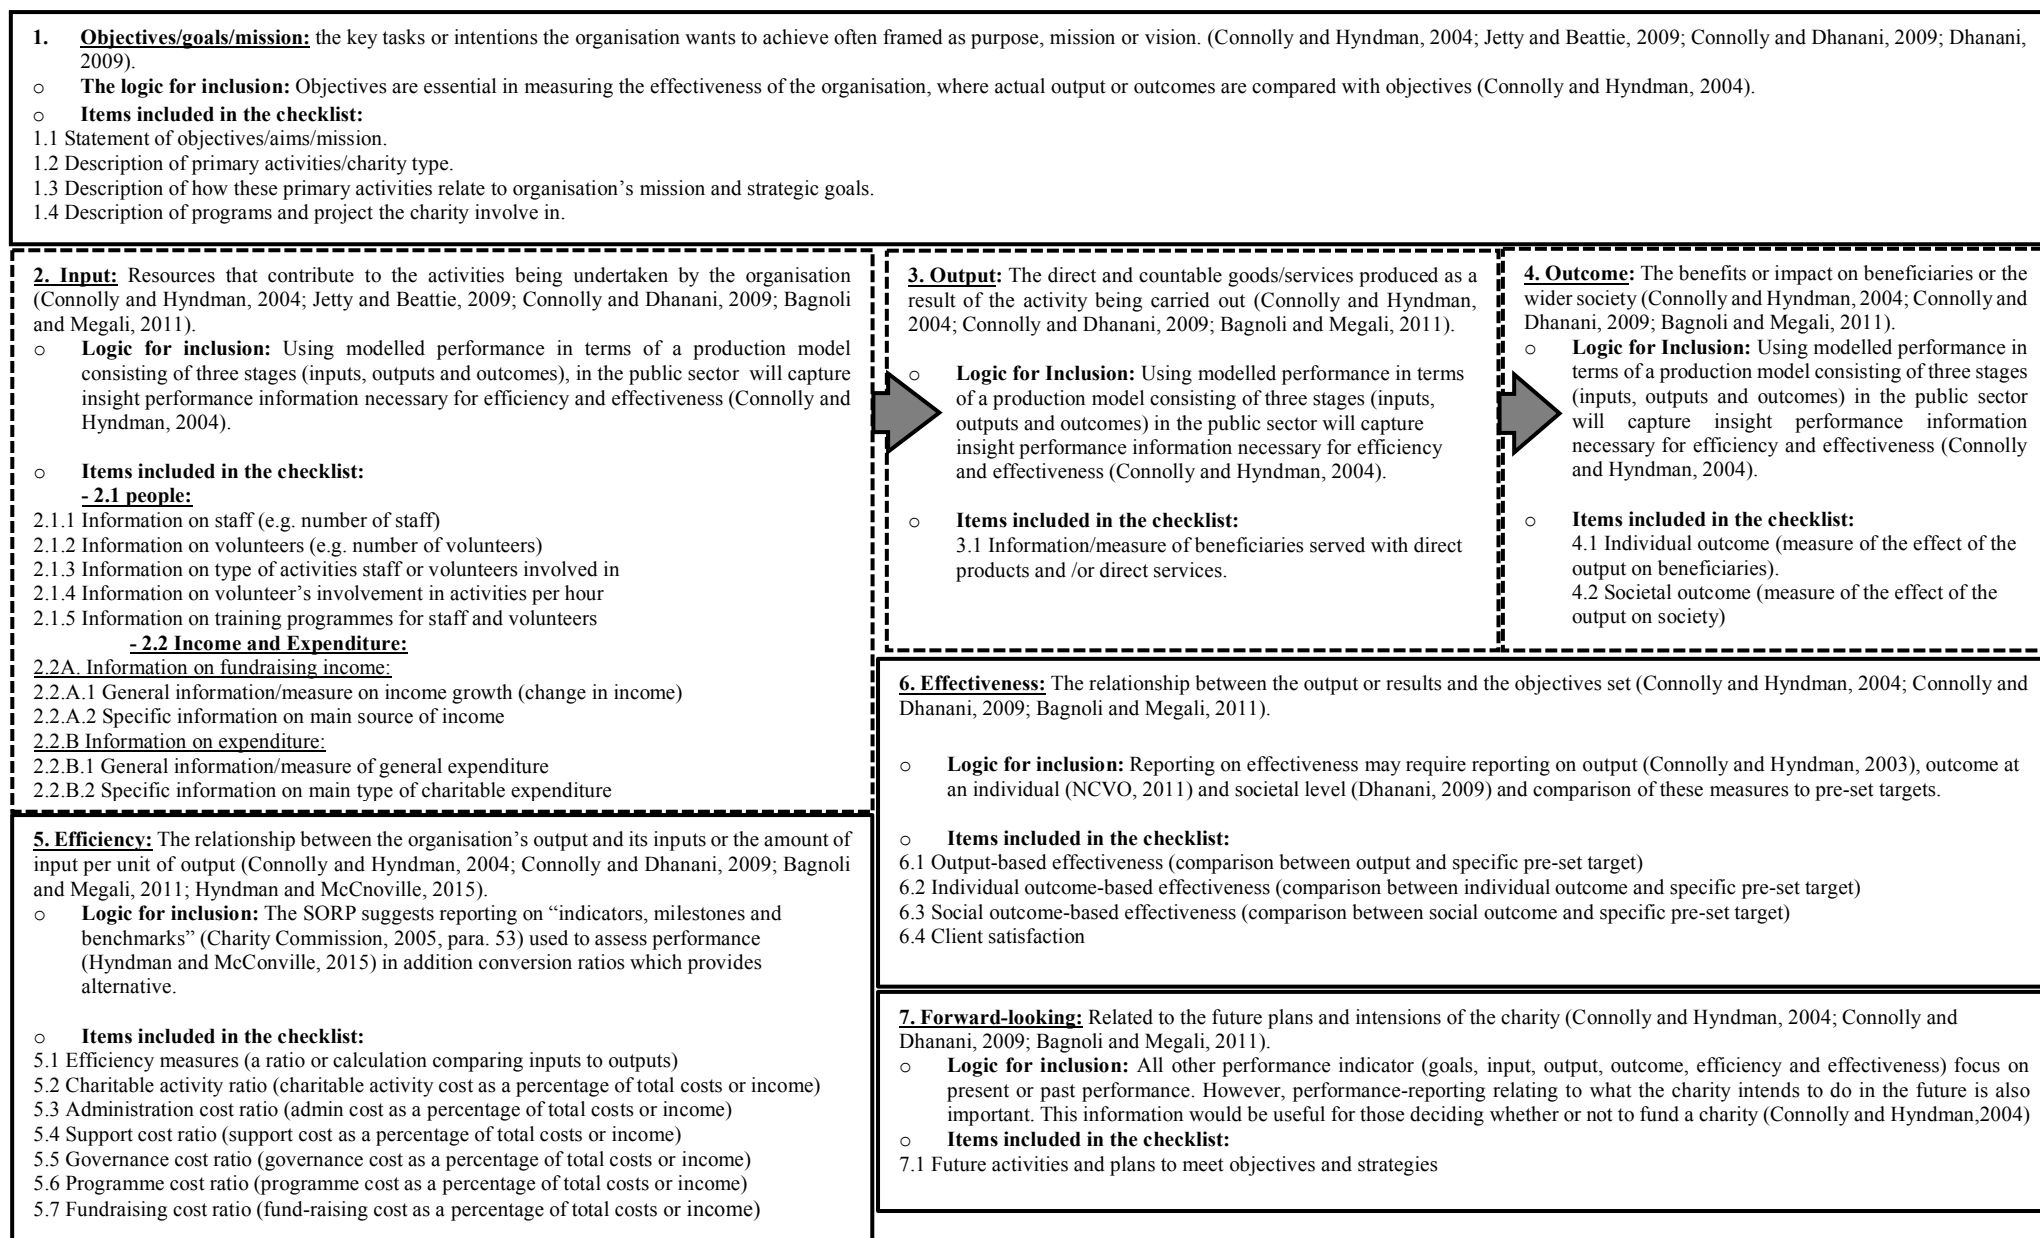 1. Objectives/goals/mission: the key tasks or intentions the organisation wants to achieve often framed as purpose, mission or vision. (Connolly and Hyndman, 2004; Jetty and Beattie, 2009; Connolly and Dhanani, 2009; Dhanani,
2009).
o The logic for inclusion: Objectives are essential in measuring the effectiveness of the organisation, where actual output or outcomes are compared with objectives (Connolly and Hyndman, 2004).
o Items included in the checklist:
1.1 Statement of objectives/aims/mission.
1.2 Description of primary activities/charity type.
1.3 Description of how these primary activities relate to organisation’s mission and strategic goals.
1.4 Description of programs and project the charity involve in.
2. Input: Resources that contribute to the activities being undertaken by the organisation
(Connolly and Hyndman, 2004; Jetty and Beattie, 2009; Connolly and Dhanani, 2009; Bagnoli
and Megali, 2011).
o Logic for inclusion: Using modelled performance in terms of a production model
consisting of three stages (inputs, outputs and outcomes), in the public sector will capture
insight performance information necessary for efficiency and effectiveness (Connolly and
Hyndman, 2004).
o Items included in the checklist:
- 2.1 people:
2.1.1 Information on staff (e.g. number of staff)
2.1.2 Information on volunteers (e.g. number of volunteers)
2.1.3 Information on type of activities staff or volunteers involved in
2.1.4 Information on volunteer’s involvement in activities per hour
2.1.5 Information on training programmes for staff and volunteers
- 2.2 Income and Expenditure:
2.2A. Information on fundraising income:
2.2.A.1 General information/measure on income growth (change in income)
2.2.A.2 Specific information on main source of income
2.2.B Information on expenditure:
2.2.B.1 General information/measure of general expenditure
2.2.B.2 Specific information on main type of charitable expenditure
3. Output: The direct and countable goods/services produced as a
result of the activity being carried out (Connolly and Hyndman,
2004; Connolly and Dhanani, 2009; Bagnoli and Megali, 2011).
o Logic for Inclusion: Using modelled performance in terms
of a production model consisting of three stages (inputs,
outputs and outcomes) in the public sector will capture
insight performance information necessary for efficiency
and effectiveness (Connolly and Hyndman, 2004).
o Items included in the checklist:
3.1 Information/measure of beneficiaries served with direct
products and /or direct services.
4. Outcome: The benefits or impact on beneficiaries or the
wider society (Connolly and Hyndman, 2004; Connolly and
Dhanani, 2009; Bagnoli and Megali, 2011).
o Logic for Inclusion: Using modelled performance in
terms of a production model consisting of three stages
(inputs, outputs and outcomes) in the public sector
will capture insight performance information
necessary for efficiency and effectiveness (Connolly
and Hyndman, 2004).
o Items included in the checklist:
4.1 Individual outcome (measure of the effect of the
output on beneficiaries).
4.2 Societal outcome (measure of the effect of the
output on society)
5. Efficiency: The relationship between the organisation’s output and its inputs or the amount of
input per unit of output (Connolly and Hyndman, 2004; Connolly and Dhanani, 2009; Bagnoli
and Megali, 2011; Hyndman and McCnoville, 2015).
o Logic for inclusion: The SORP suggests reporting on “indicators, milestones and
benchmarks” (Charity Commission, 2005, para. 53) used to assess performance
(Hyndman and McConville, 2015) in addition conversion ratios which provides
alternative.
o Items included in the checklist:
5.1 Efficiency measures (a ratio or calculation comparing inputs to outputs)
5.2 Charitable activity ratio (charitable activity cost as a percentage of total costs or income)
5.3 Administration cost ratio (admin cost as a percentage of total costs or income)
5.4 Support cost ratio (support cost as a percentage of total costs or income)
5.5 Governance cost ratio (governance cost as a percentage of total costs or income)
5.6 Programme cost ratio (programme cost as a percentage of total costs or income)
5.7 Fundraising cost ratio (fund-raising cost as a percentage of total costs or income)
6. Effectiveness: The relationship between the output or results and the objectives set (Connolly and Hyndman, 2004; Connolly and
Dhanani, 2009; Bagnoli and Megali, 2011).
o Logic for inclusion: Reporting on effectiveness may require reporting on output (Connolly and Hyndman, 2003), outcome at
an individual (NCVO, 2011) and societal level (Dhanani, 2009) and comparison of these measures to pre-set targets.
o Items included in the checklist:
6.1 Output-based effectiveness (comparison between output and specific pre-set target)
6.2 Individual outcome-based effectiveness (comparison between individual outcome and specific pre-set target)
6.3 Social outcome-based effectiveness (comparison between social outcome and specific pre-set target)
6.4 Client satisfaction
7. Forward-looking: Related to the future plans and intensions of the charity (Connolly and Hyndman, 2004; Connolly and
Dhanani, 2009; Bagnoli and Megali, 2011).
o Logic for inclusion: All other performance indicator (goals, input, output, outcome, efficiency and effectiveness) focus on
present or past performance. However, performance-reporting relating to what the charity intends to do in the future is also
important. This information would be useful for those deciding whether or not to fund a charity (Connolly and Hyndman,2004)
o Items included in the checklist:
7.1 Future activities and plans to meet objectives and strategies